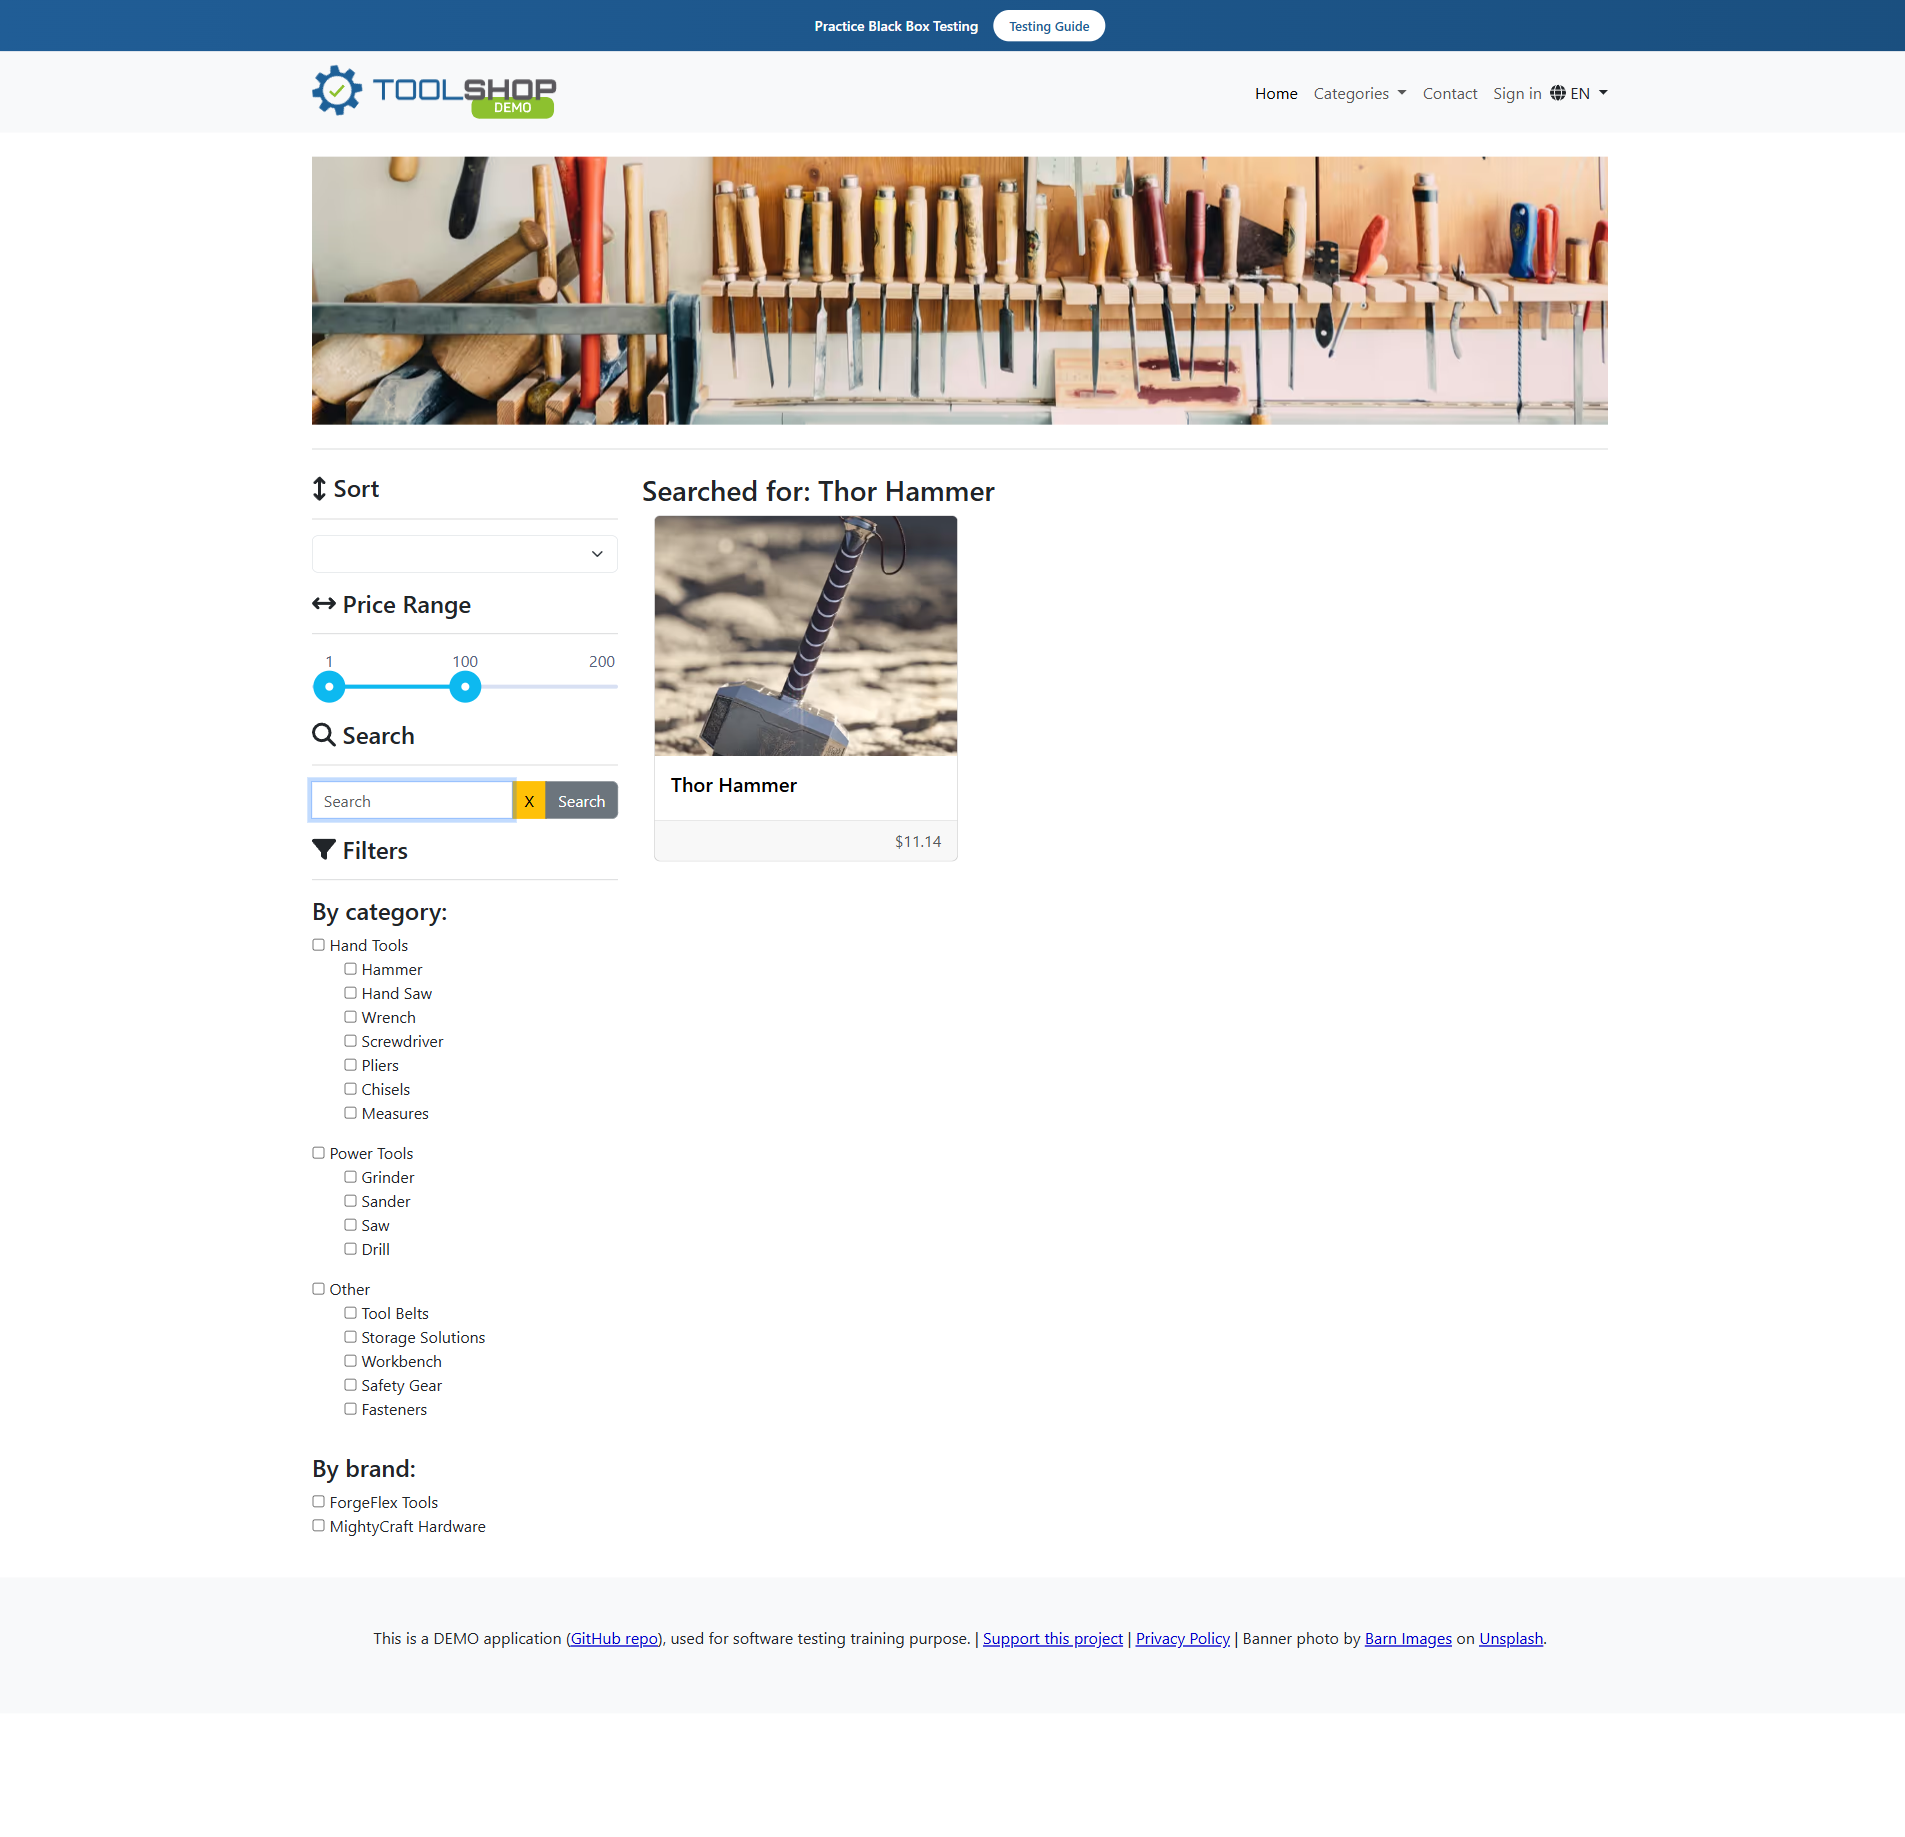 Practice Black Box Testing Testing Guide
TOOLSHOP
DEMO
Home Categories Contact Sign in EN
Sort
Price Range
1 100 200
Search
Search X Search
Filters
By category:
Hand Tools
Hammer
Hand Saw
Wrench
Screwdriver
Pliers
Chisels
Measures
Power Tools
Grinder
Sander
Saw
Drill
Other
Tool Belts
Storage Solutions
Workbench
Safety Gear
Fasteners
By brand:
ForgeFlex Tools
MightyCraft Hardware
Searched for: Thor Hammer
Thor Hammer
$11.14
This is a DEMO application (GitHub repo), used for software testing training purpose. | Support this project | Privacy Policy | Banner photo by Barn Images on Unsplash.